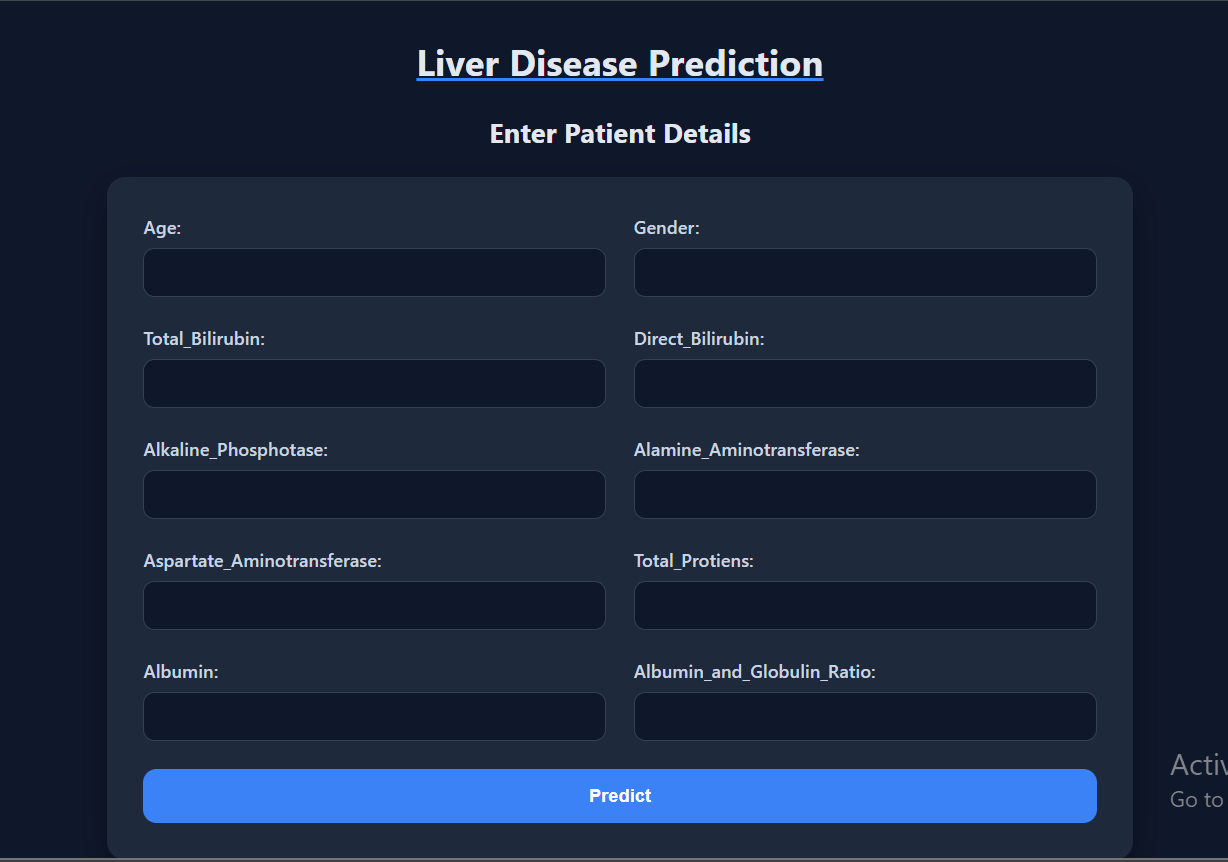 Liver Disease Prediction
Enter Patient Details
Age:
Gender:
Total_Bilirubin:
Direct_Bilirubin:
Alkaline_Phosphotase:
Alamine_Aminotransferase:
Aspartate_Aminotransferase:
Total_Protiens:
Albumin:
Albumin_and_Globulin_Ratio:
Predict
Go to